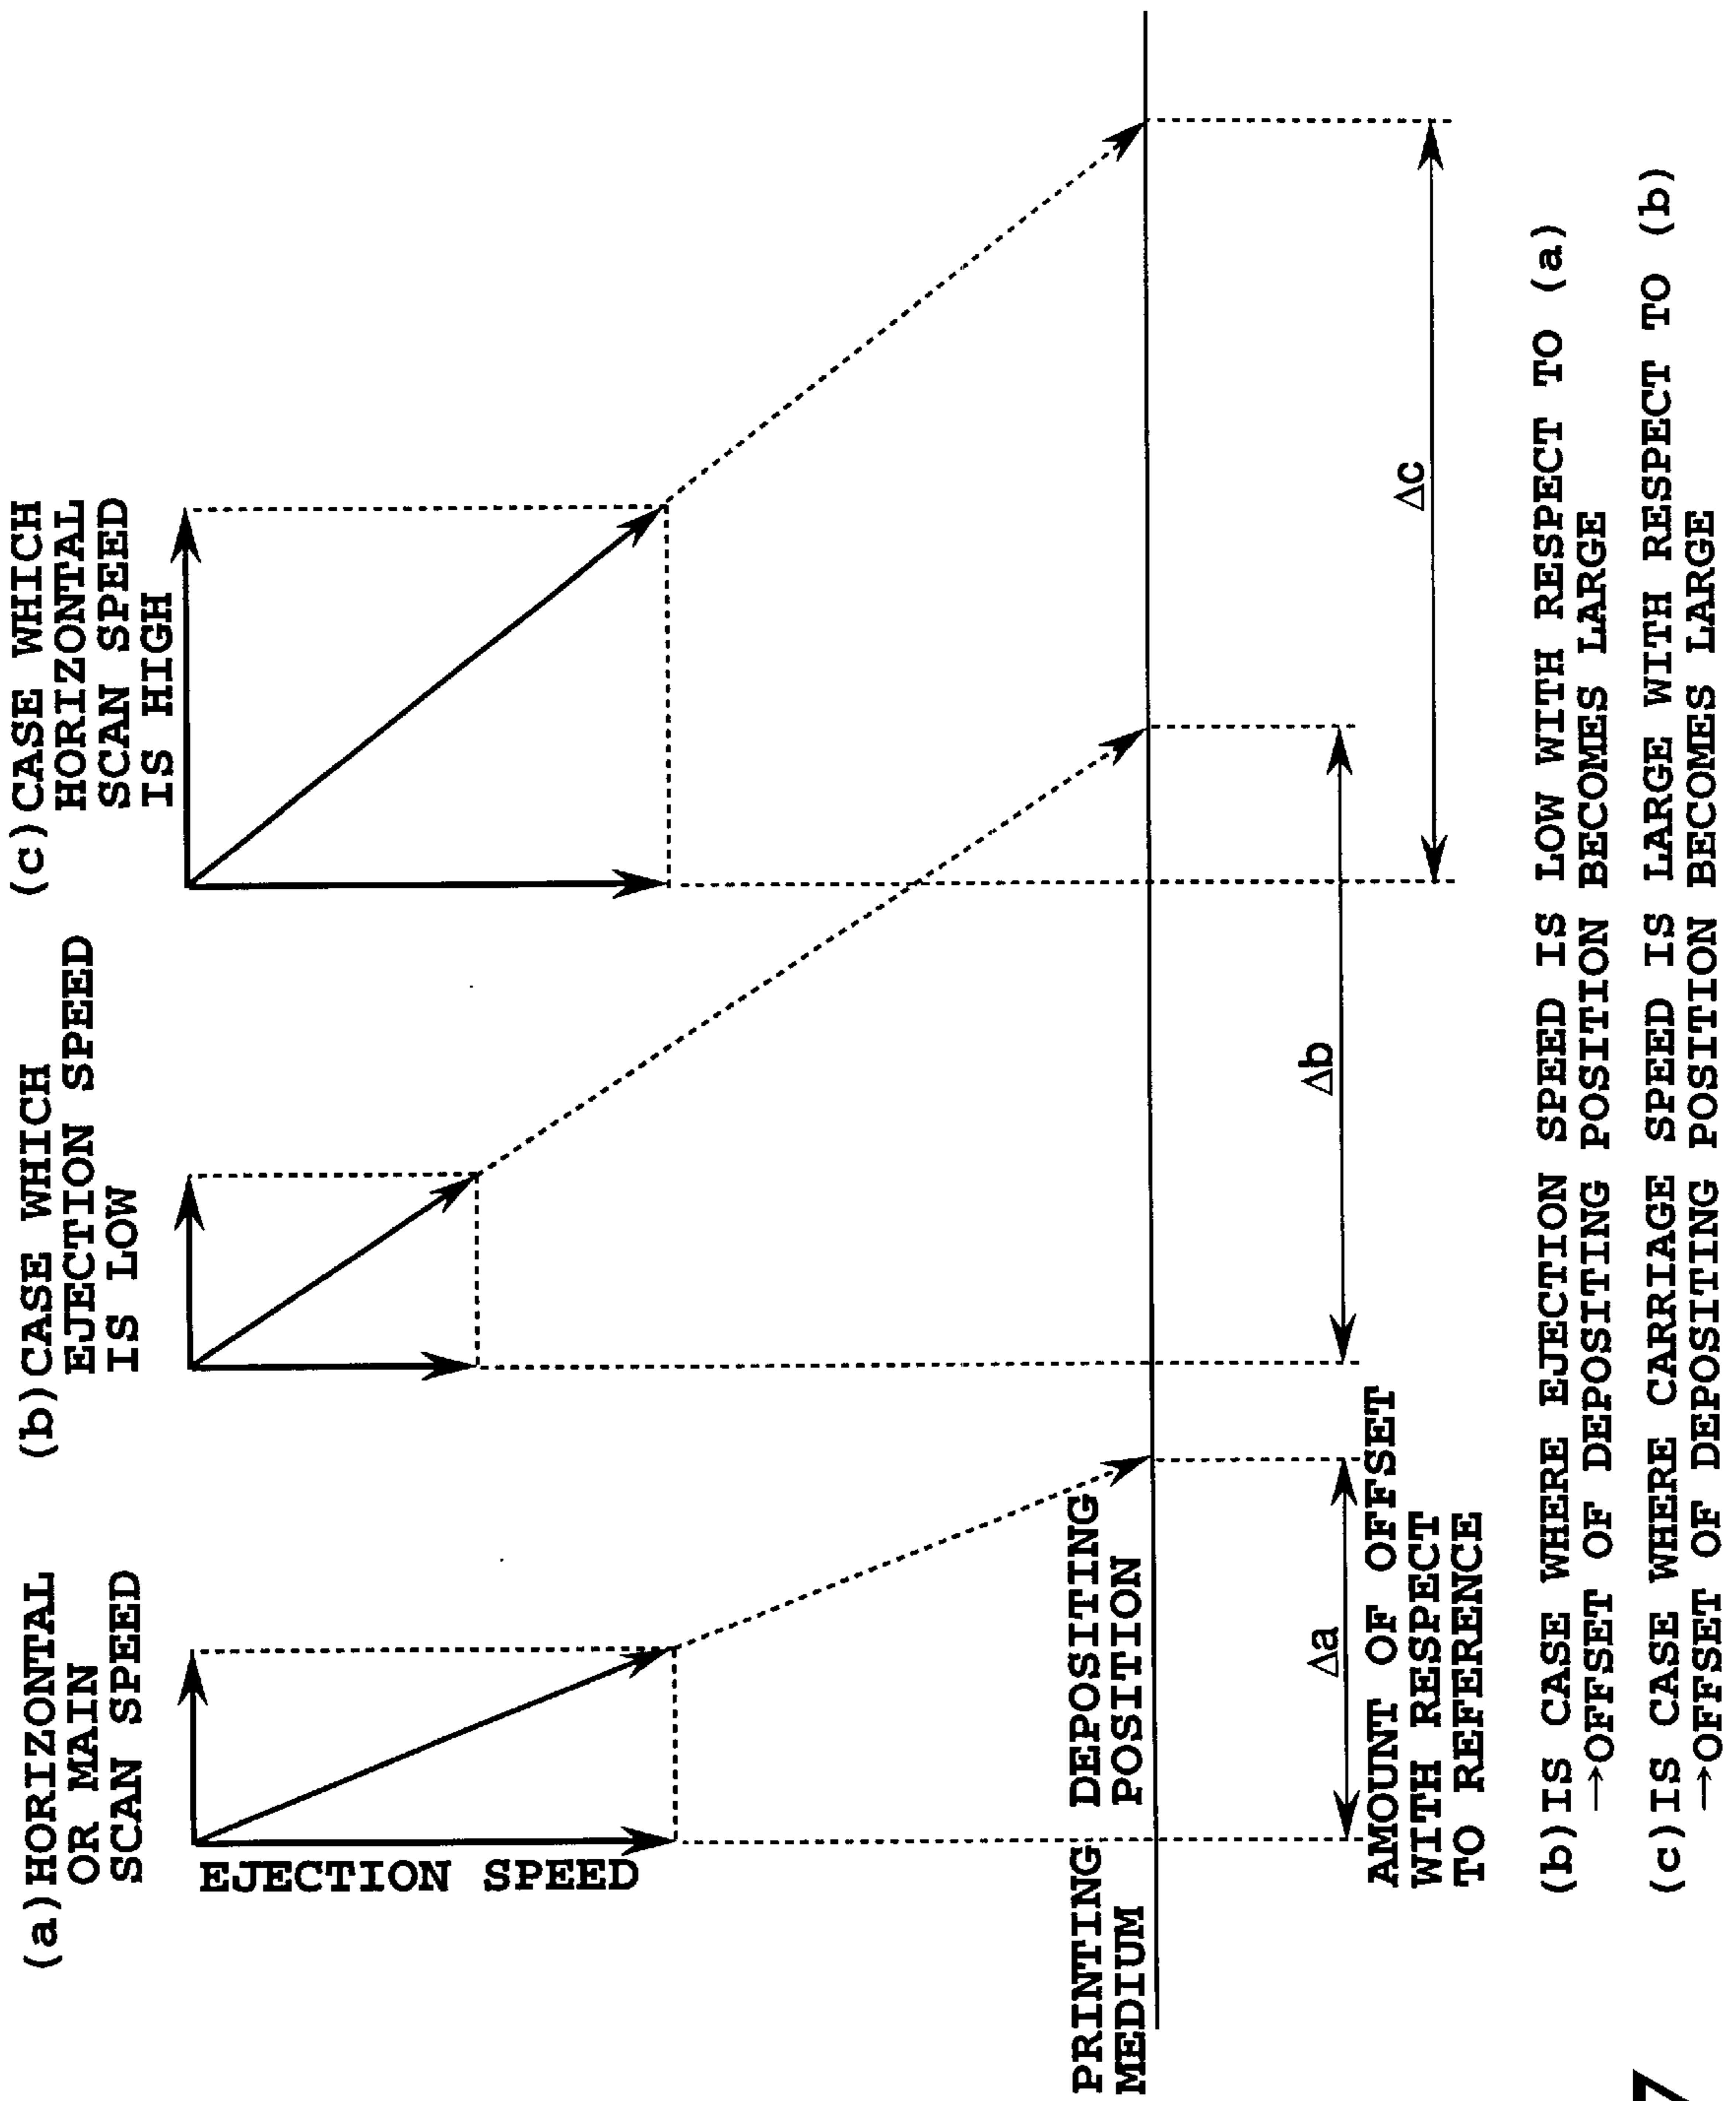 (a)HORIZONTAL
OR MAIN
SCAN SPEED
EJECTION SPEED
(b)CASE WHICH
EJECTION SPEED
IS LOW
(c)CASE WHICH
HORIZONTAL
SCAN SPEED
IS HIGH
PRINTING
MEDIUM
DEPOSITING
POSITION
Δa
Δb
Δc
AMOUNT OF OFFSET
WITH RESPECT
TO REFERENCE
(b)IS CASE WHERE EJECTION SPEED IS LOW WITH RESPECT TO (a)
→OFFSET OF DEPOSITING POSITION BECOMES LARGE
(c)IS CASE WHERE CARRIAGE SPEED IS LARGE WITH RESPECT TO (b)
→OFFSET OF DEPOSITING POSITION BECOMES LARGE
7